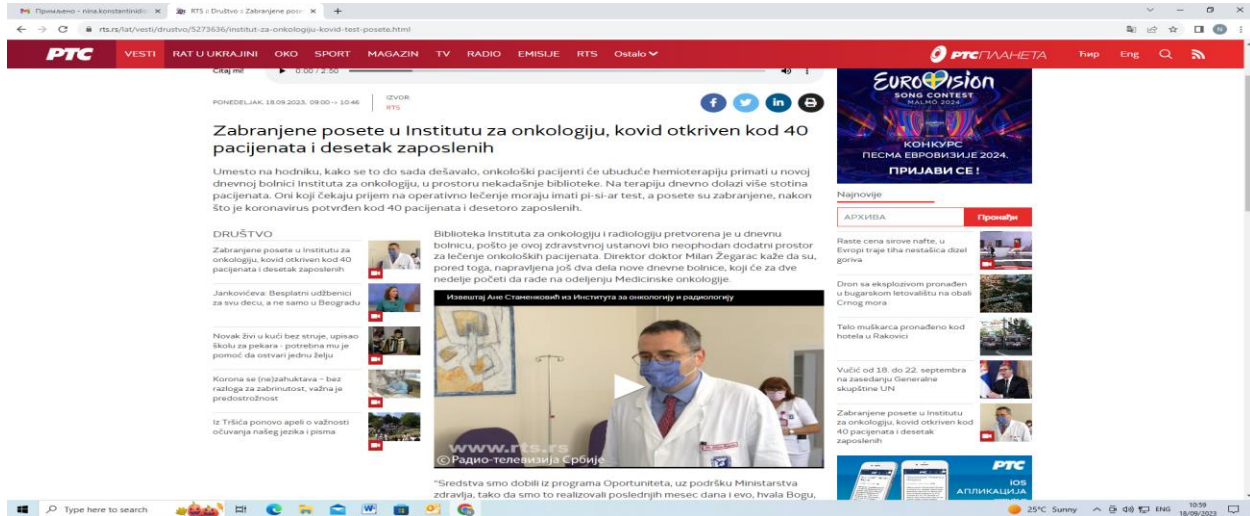 Примљено - nina.konstantinidis
РТS :: Društvo :: Zabranjene poset
rts.rs/lat/vesti/drustvo/5273636/institut-za-onkologiju-kovid-test-posete.html
РТС
VESTI RAT U UKRAJINI OKO SPORT MAGAZIN TV RADIO EMISIJE RTS Ostalo
РТСПЛАНЕТА
Ћир Eng
Čitaj mi!
0:00 / 2:50
PONEDELJAK, 18.09.2023, 09:00 -> 10:46
IZVOR
RTS
Zabranjene posete u Institutu za onkologiju, kovid otkriven kod 40
pacijenata i desetak zaposlenih
Umesto na hodniku, kako se to do sada dešavalo, onkološki pacijenti će ubuduće hemioterapiju primati u novoj
dnevnoj bolnici Instituta za onkologiju, u prostoru nekadašnje biblioteke. Na terapiju dnevno dolazi više stotina
pacijenata. Oni koji čekaju prijem na operativno lečenje moraju imati pi-si-ar test, a posete su zabranjene, nakon
što je koronavirus potvrđen kod 40 pacijenata i desetoro zaposlenih.
DRUŠTVO
Zabranjene posete u Institutu za
onkologiju, kovid otkriven kod 40
pacijenata i desetak zaposlenih
Jankovićeva: Besplatni udžbenici
za svu decu, a ne samo u Beogradu
Novak živi u kući bez struje, upisao
školu za pekara - potrebna mu je
pomoć da ostvari jednu želju
Korona se (ne)zahuktava – bez
razloga za zabrinutost, važna je
predostrožnost
Iz Tršića ponovo apeli o važnosti
očuvanja našeg jezika i pisma
Biblioteka Instituta za onkologiju i radiologiju pretvorena je u dnevnu
bolnicu, pošto je ovoj zdravstvnoj ustanovi bio neophodan dodatni prostor
za lečenje onkoloških pacijenata. Direktor doktor Milan Žegarac kaže da su,
pored toga, napravljena još dva dela nove dnevne bolnice, koji će za dve
nedelje početi da rade na odeljenju Medicinske onkologije.
Извештај Ане Стаменковић из Института за онкологију и радиологију
www.rts.rs
©Радио-телевизија Србије
"Sredstva smo dobili iz programa Oportuniteta, uz podršku Ministarstva
zdravlja, tako da smo to realizovali poslednjih mesec dana i evo, hvala Bogu,
EUROVISION
SONG CONTEST
MALMÖ 2024
КОНКУРС
ПЕСМА ЕВРОВИЗИЈЕ 2024.
ПРИЈАВИ СЕ !
Najnovije
АРХИВА
Пронађи
Raste cena sirove nafte, u
Evropi traje tiha nestašica dizel
goriva
Dron sa eksplozivom pronađen
u bugarskom letovalištu na obali
Crnog mora
Telo muškarca pronađeno kod
hotela u Rakovici
Vučić od 18. do 22. septembra
na zasedanju Generalne
skupštine UN
Zabranjene posete u Institutu
za onkologiju, kovid otkriven kod
40 pacijenata i desetak
zaposlenih
РТС
iOS
АПЛИКАЦИЈА
Type here to search
25°C Sunny
ENG
10:59
18/09/2023